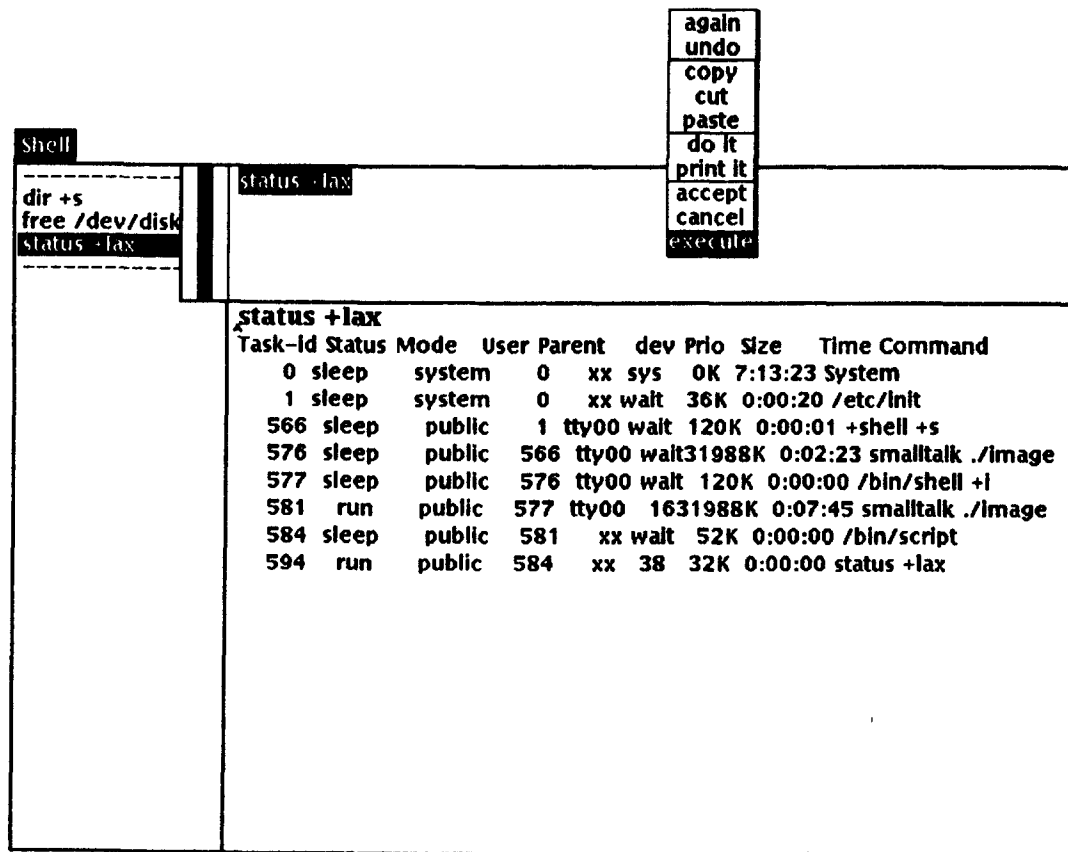 again
undo
copy
cut
paste
do it
print it
accept
cancel
execute
Shell
dir +s
free /dev/disk
status +lax
status +lax
status +lax
Task-id Status Mode User Parent dev Prio Size Time Command
0 sleep system 0 xx sys 0K 7:13:23 System
1 sleep system 0 xx wait 36K 0:00:20 /etc/init
566 sleep public 1 tty00 wait 120K 0:00:01 +shell +s
576 sleep public 566 tty00 wait31988K 0:02:23 smalltalk ./image
577 sleep public 576 tty00 wait 120K 0:00:00 /bin/shell +i
581 run public 577 tty00 1631988K 0:07:45 smalltalk ./image
584 sleep public 581 xx wait 52K 0:00:00 /bin/script
594 run public 584 xx 38 32K 0:00:00 status +lax